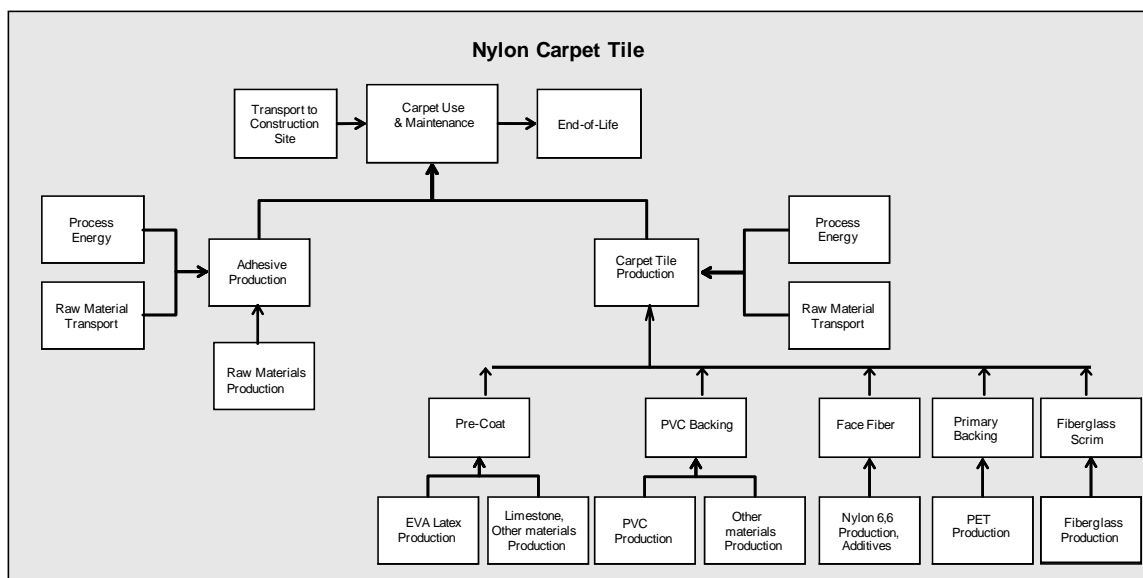 Nylon Carpet Tile
Transport to
Construction
Site
Carpet Use
& Maintenance
End-of-Life
Process
Energy
Adhesive
Production
Raw Material
Transport
Raw Materials
Production
Carpet Tile
Production
Process
Energy
Raw Material
Transport
Pre-Coat
PVC Backing
Face Fiber
Primary
Backing
Fiberglass
Scrim
EVA Latex
Production
Limestone,
Other materials
Production
PVC
Production
Other
materials
Production
Nylon 6,6
Production,
Additives
PET
Production
Fiberglass
Production